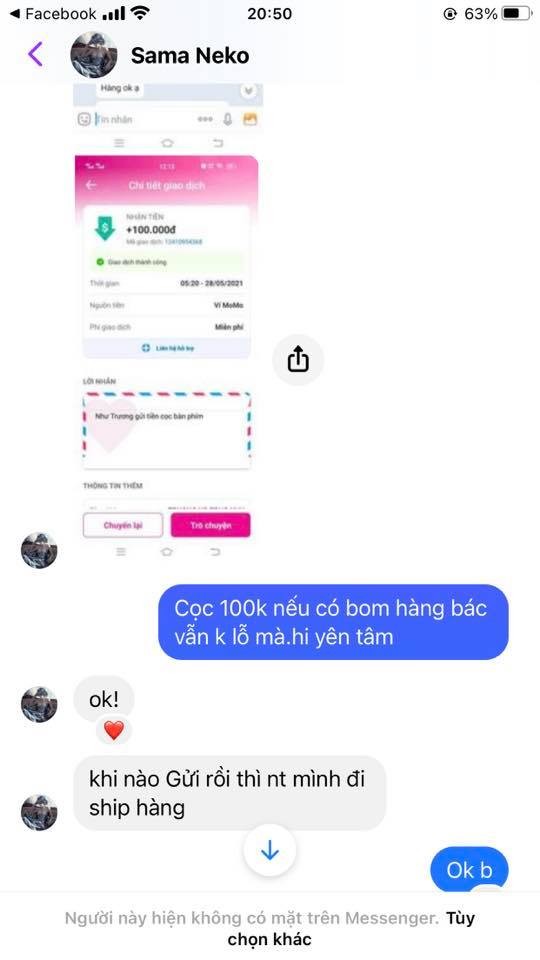 Facebook
20:50
63%
Sama Neko
Hàng ok ạ
Tin nhắn
12:13
Chi tiết giao dịch
NHẬN TIỀN
+100.000đ
Mã giao dịch: 12410954368
Giao dịch thành công
Thời gian 05:20 - 28/05/2021
Nguồn tiền Ví MoMo
Phí giao dịch Miễn phí
Liên hệ hỗ trợ
LỜI NHẮN
Như Trương gửi tiền cọc bàn phím
THÔNG TIN THÊM
Chuyển lại Trò chuyện
Cọc 100k nếu có bom hàng bác
vẫn k lỗ mà.hi yên tâm
ok!
khi nào Gửi rồi thì nt mình đi
ship hàng
Ok b
Người này hiện không có mặt trên Messenger. Tùy
chọn khác